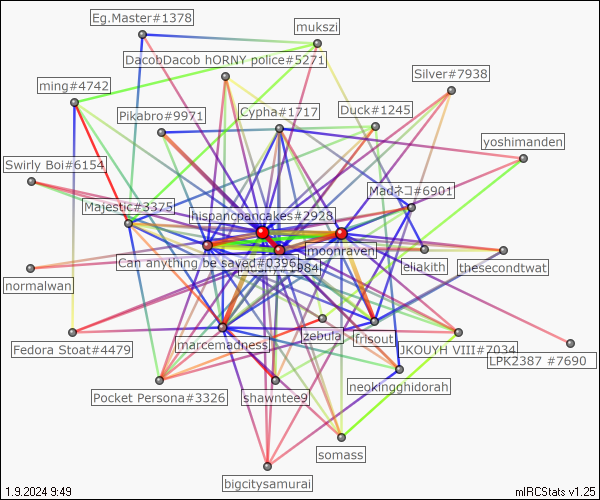 Eg.Master#1378
mukszi
DacobDacob hORNY police#5271
Silver#7938
ming#4742
Cypha#1717
Duck#1245
Pikabro#9971
yoshimanden
Swirly Boi#6154
Madネコ#6901
Majestic#3375
hispancpancakes#2928
moonraven
Can anything be saved#0396
eliakith
thesecondtwat
normalwan
zebula
frisout
marcemadness
Fedora Stoat#4479
JKOUYH VIII#7034
LPK2387 #7690
neokingghidorah
Pocket Persona#3326
shawntee9
somass
bigcitysamurai
1.9.2024 9:49
mIRCStats v1.25